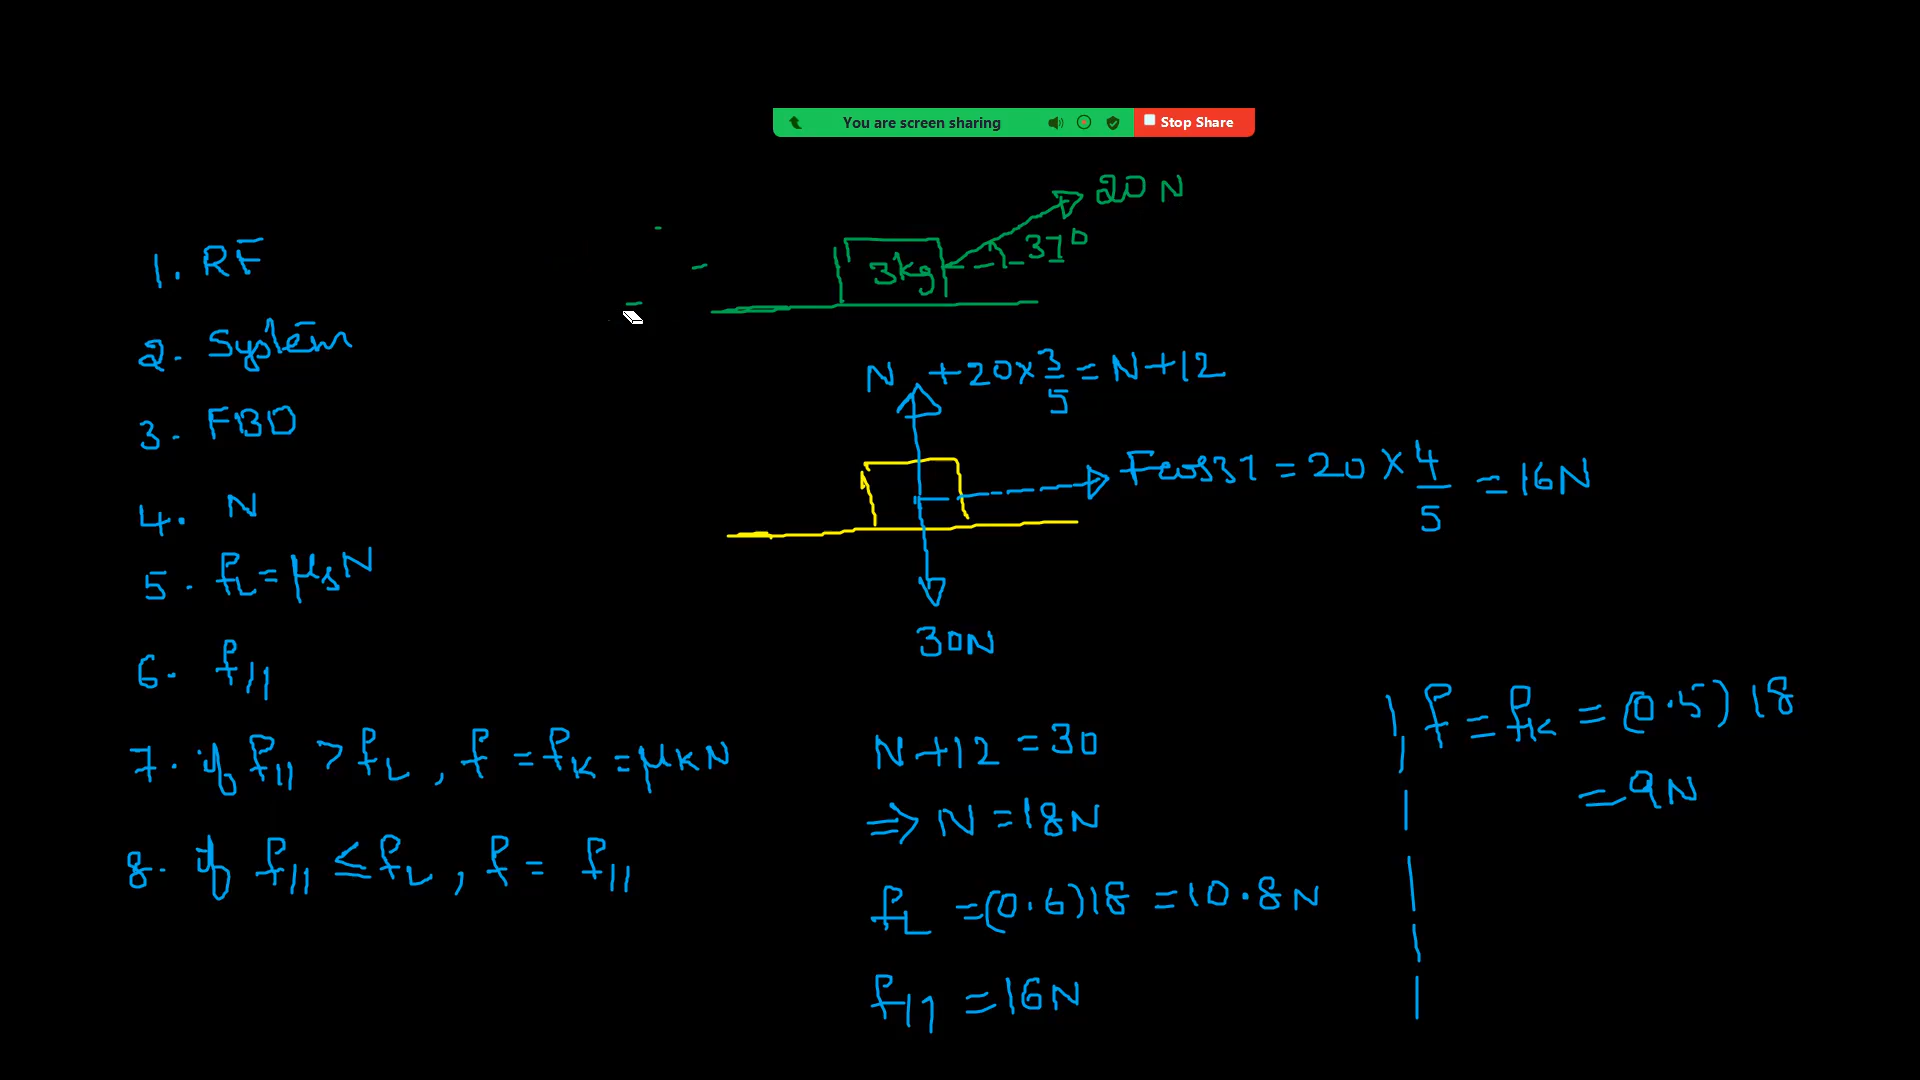 You are screen sharing Stop Share
20 N
37°
3kg
1. RF
2. System
3. FBD
4. N
5. fL = μsN
6. f||
7. if f|| > fL, f = fK = μKN
8. if f|| ≤ fL, f = f||
N + 20 × 3/5 = N + 12
Fcos37 = 20 × 4/5 = 16N
30N
N + 12 = 30
⇒ N = 18N
fL = (0.6)18 = 10.8N
f|| = 16N
f = fK = (0.5)18
= 9N